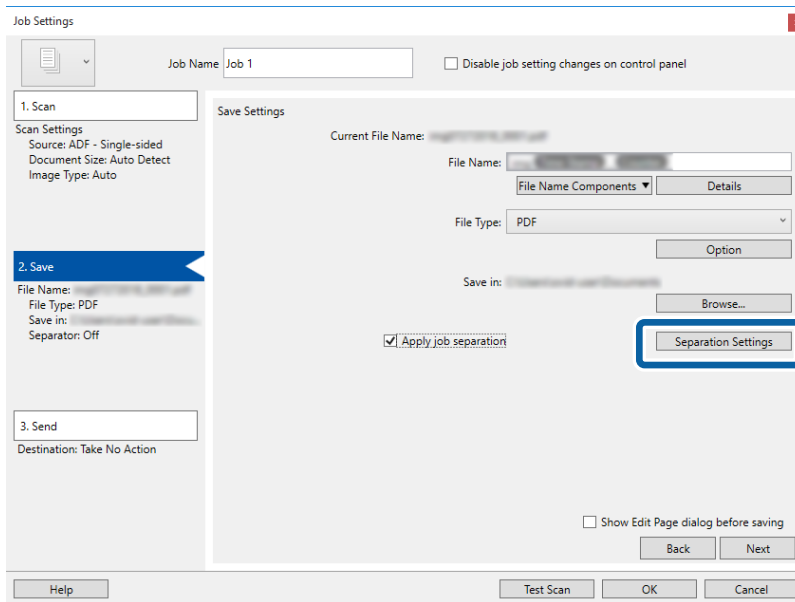 Job Settings
Job Name Job 1
Disable job setting changes on control panel
1. Scan
Scan Settings
Source: ADF - Single-sided
Document Size: Auto Detect
Image Type: Auto
2. Save
File Name:
File Type: PDF
Save in:
Separator: Off
3. Send
Destination: Take No Action
Save Settings
Current File Name:
File Name:
File Name Components ▼ Details
File Type: PDF
Option
Save in:
Browse...
Apply job separation Separation Settings
Show Edit Page dialog before saving
Back Next
Help Test Scan OK Cancel